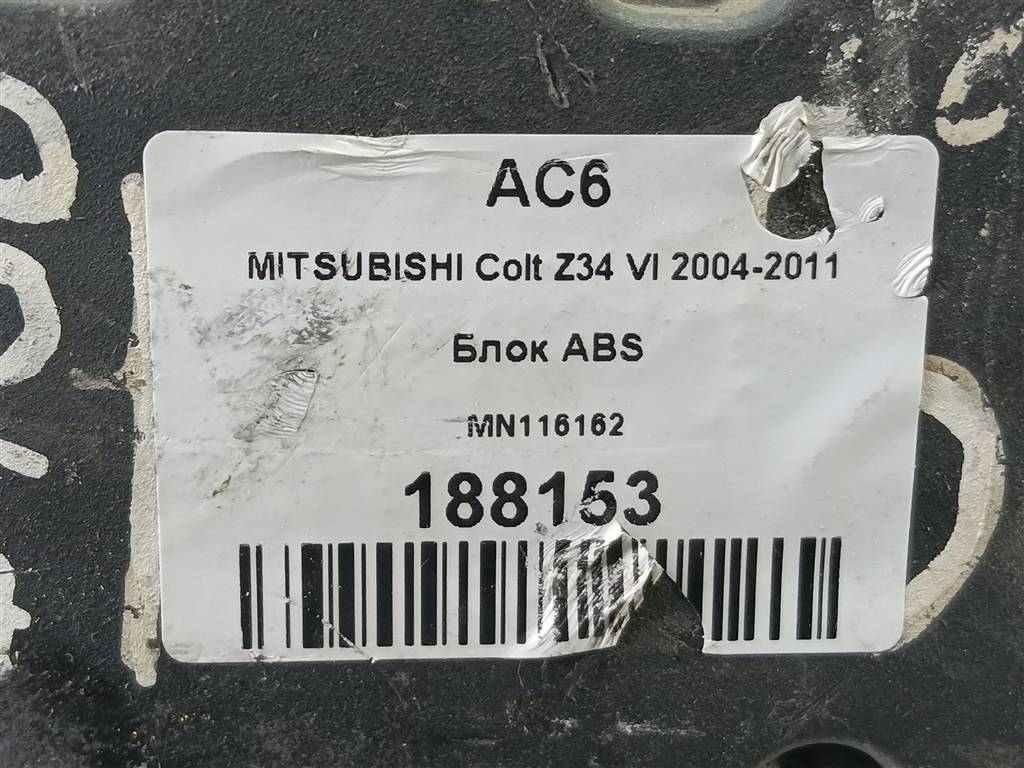 AC6
MITSUBISHI Colt Z34 VI 2004-2011
Блок ABS
MN116162
188153